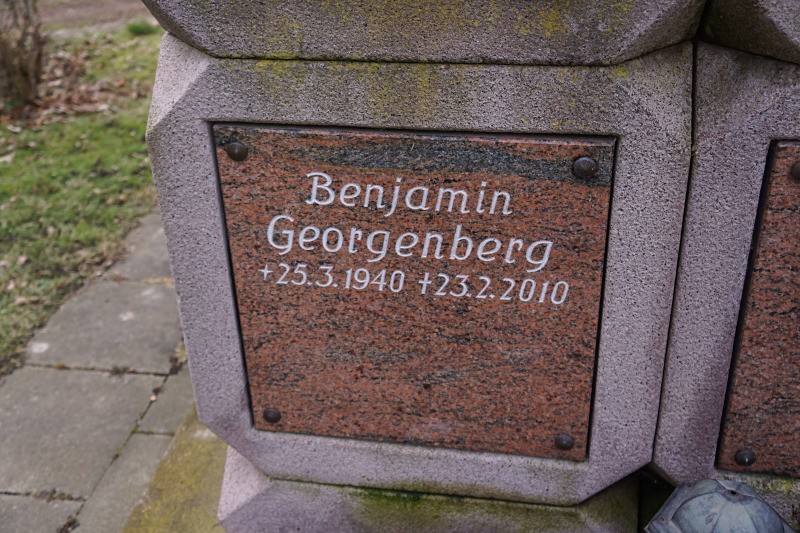 Benjamin
Georgenberg
+25.3.1940 †23.2.2010